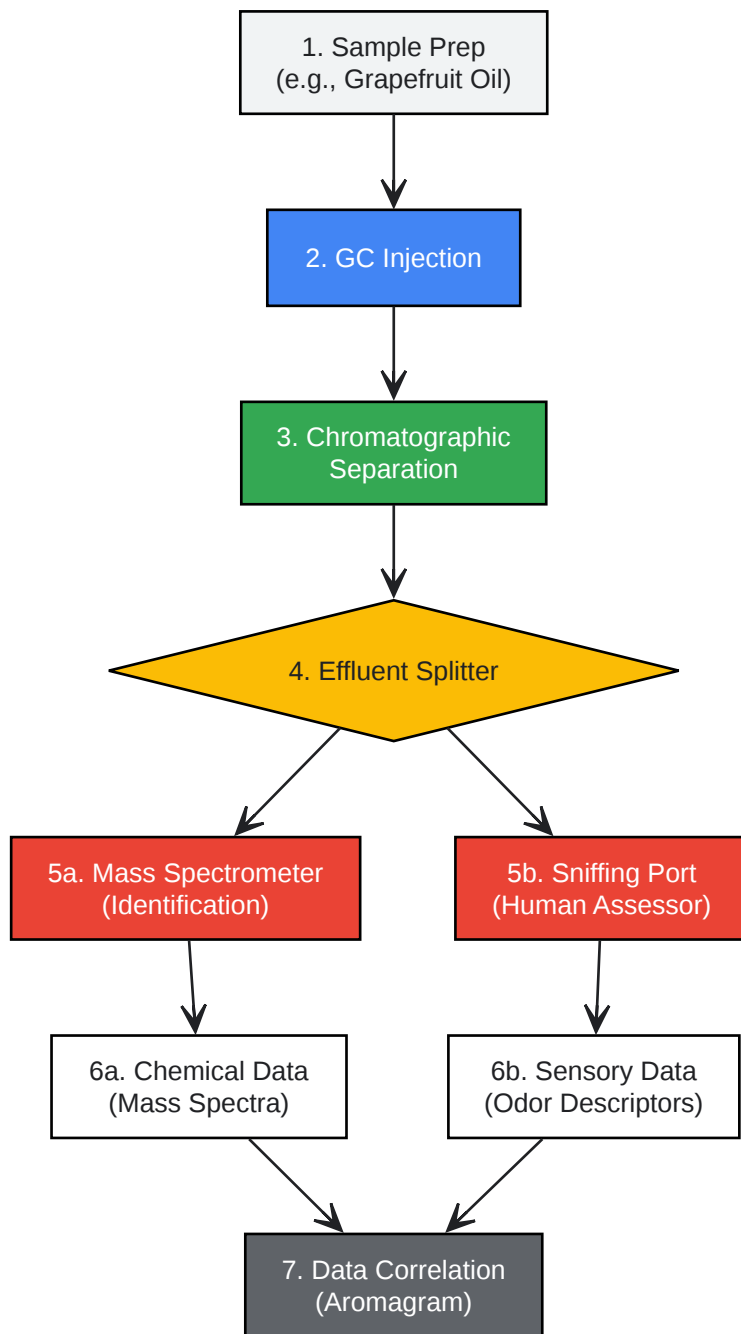 1. Sample Prep
(e.g., Grapefruit Oil)
2. GC Injection
3. Chromatographic
Separation
4. Effluent Splitter
5a. Mass Spectrometer
(Identification)
5b. Sniffing Port
(Human Assessor)
6a. Chemical Data
(Mass Spectra)
6b. Sensory Data
(Odor Descriptors)
7. Data Correlation
(Aromagram)